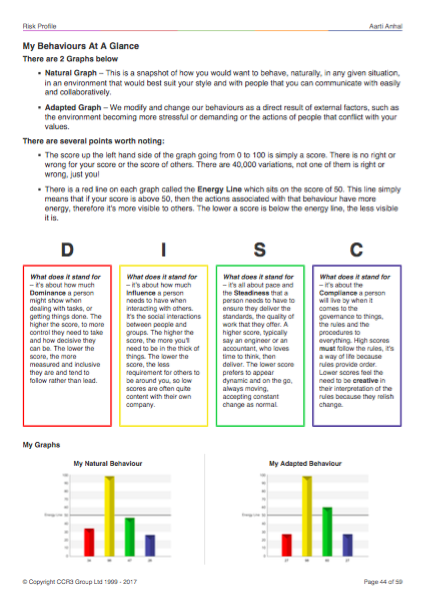 Risk Profile
Aarti Anhal
My Behaviours At A Glance
There are 2 Graphs below
• Natural Graph – This is a snapshot of how you would want to behave, naturally, in any given situation,
in an environment that would best suit your style and with people that you can communicate with easily
and collaboratively.
• Adapted Graph – We modify and change our behaviours as a direct result of external factors, such as
the environment becoming more stressful or demanding or the actions of people that conflict with your
values.
There are several points worth noting:
• The score up the left hand side of the graph going from 0 to 100 is simply a score. There is no right or
wrong for your score or the score of others. There are 40,000 variations, not one of them is right or
wrong, just you!
• There is a red line on each graph called the Energy Line which sits on the score of 50. This line simply
means that if your score is above 50, then the actions associated with that behaviour have more
energy, therefore it's more visible to others. The lower a score is below the energy line, the less visible
it is.
D
I
S
C
What does it stand for
– it's about how much
Dominance a person
might show when
dealing with tasks, or
getting things done. The
higher the score, to more
control they need to take
and how decisive they
can be. The lower the
score, the more
measured and inclusive
they are and tend to
follow rather than lead.
What does it stand for
– it's about how much
Influence a person
needs to have when
interacting with others.
It's the social interactions
between people and
groups. The higher the
score, the more you'll
need to be in the thick of
things. The lower the
score, the less
requirement for others to
be around you, so low
scores are often quite
content with their own
company.
What does it stand for
– it's all about pace and
the Steadiness that a
person needs to have to
ensure they deliver the
standards, the quality of
work that they offer. A
higher score, typically
say an engineer or an
accountant, who loves
time to think, then
deliver. The lower score
prefers to appear
dynamic and on the go,
always moving,
accepting constant
change as normal.
What does it stand for
– it's about the
Compliance a person
will live by when it
comes to the
governance to things,
the rules and the
procedures to
everything. High scores
must follow the rules, it's
a way of life because
rules provide order.
Lower scores feel the
need to be creative in
their interpretation of the
rules because they relish
change.
My Graphs
My Natural Behaviour
Energy Line
My Adapted Behaviour
Energy Line
© Copyright CCR3 Group Ltd 1999 - 2017
Page 44 of 59